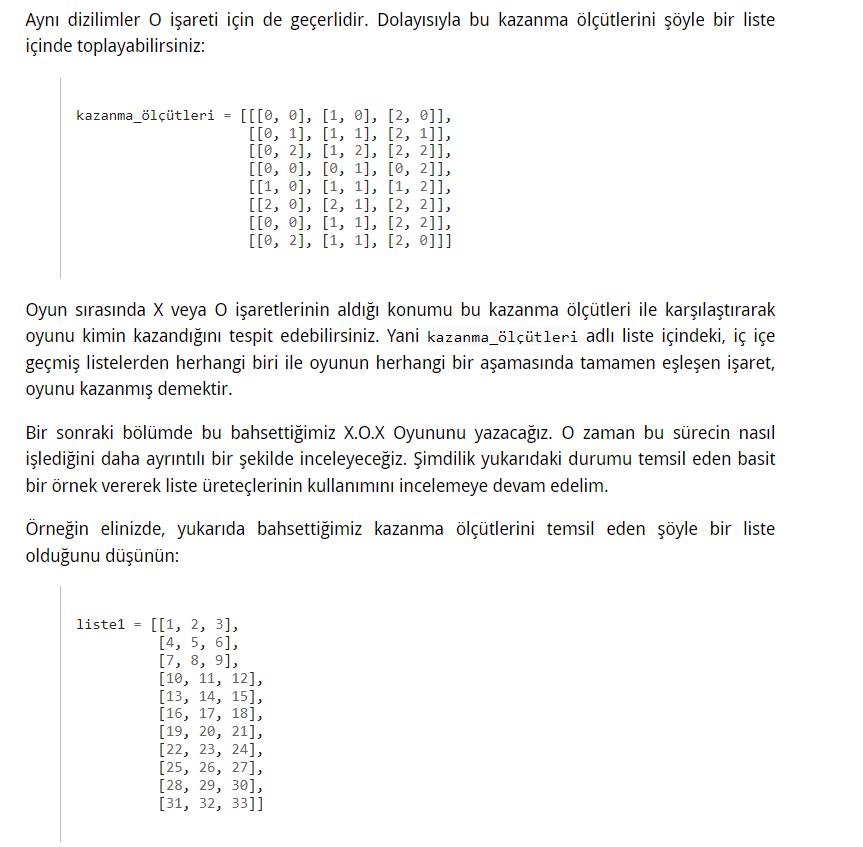 Aynı dizilimler O işareti için de geçerlidir. Dolayısıyla bu kazanma ölçütlerini şöyle bir liste
içinde toplayabilirsiniz:
kazanma_ölçütleri = [[[0, 0], [1, 0], [2, 0]],
[[0, 1], [1, 1], [2, 1]],
[[0, 2], [1, 2], [2, 2]],
[[0, 0], [0, 1], [0, 2]],
[[1, 0], [1, 1], [1, 2]],
[[2, 0], [2, 1], [2, 2]],
[[0, 0], [1, 1], [2, 2]],
[[0, 2], [1, 1], [2, 0]]]
Oyun sırasında X veya O işaretlerinin aldığı konumu bu kazanma ölçütleri ile karşılaştırarak
oyunu kimin kazandığını tespit edebilirsiniz. Yani kazanma_ölçütleri adlı liste içindeki, iç içe
geçmiş listelerden herhangi biri ile oyunun herhangi bir aşamasında tamamen eşleşen işaret,
oyunu kazanmış demektir.
Bir sonraki bölümde bu bahsettiğimiz X.O.X Oyununu yazacağız. O zaman bu sürecin nasıl
işlediğini daha ayrıntılı bir şekilde inceleyeceğiz. Şimdilik yukarıdaki durumu temsil eden basit
bir örnek vererek liste üreteçlerinin kullanımını incelemeye devam edelim.
Örneğin elinizde, yukarıda bahsettiğimiz kazanma ölçütlerini temsil eden şöyle bir liste
olduğunu düşünün:
liste1 = [[1, 2, 3],
[4, 5, 6],
[7, 8, 9],
[10, 11, 12],
[13, 14, 15],
[16, 17, 18],
[19, 20, 21],
[22, 23, 24],
[25, 26, 27],
[28, 29, 30],
[31, 32, 33]]